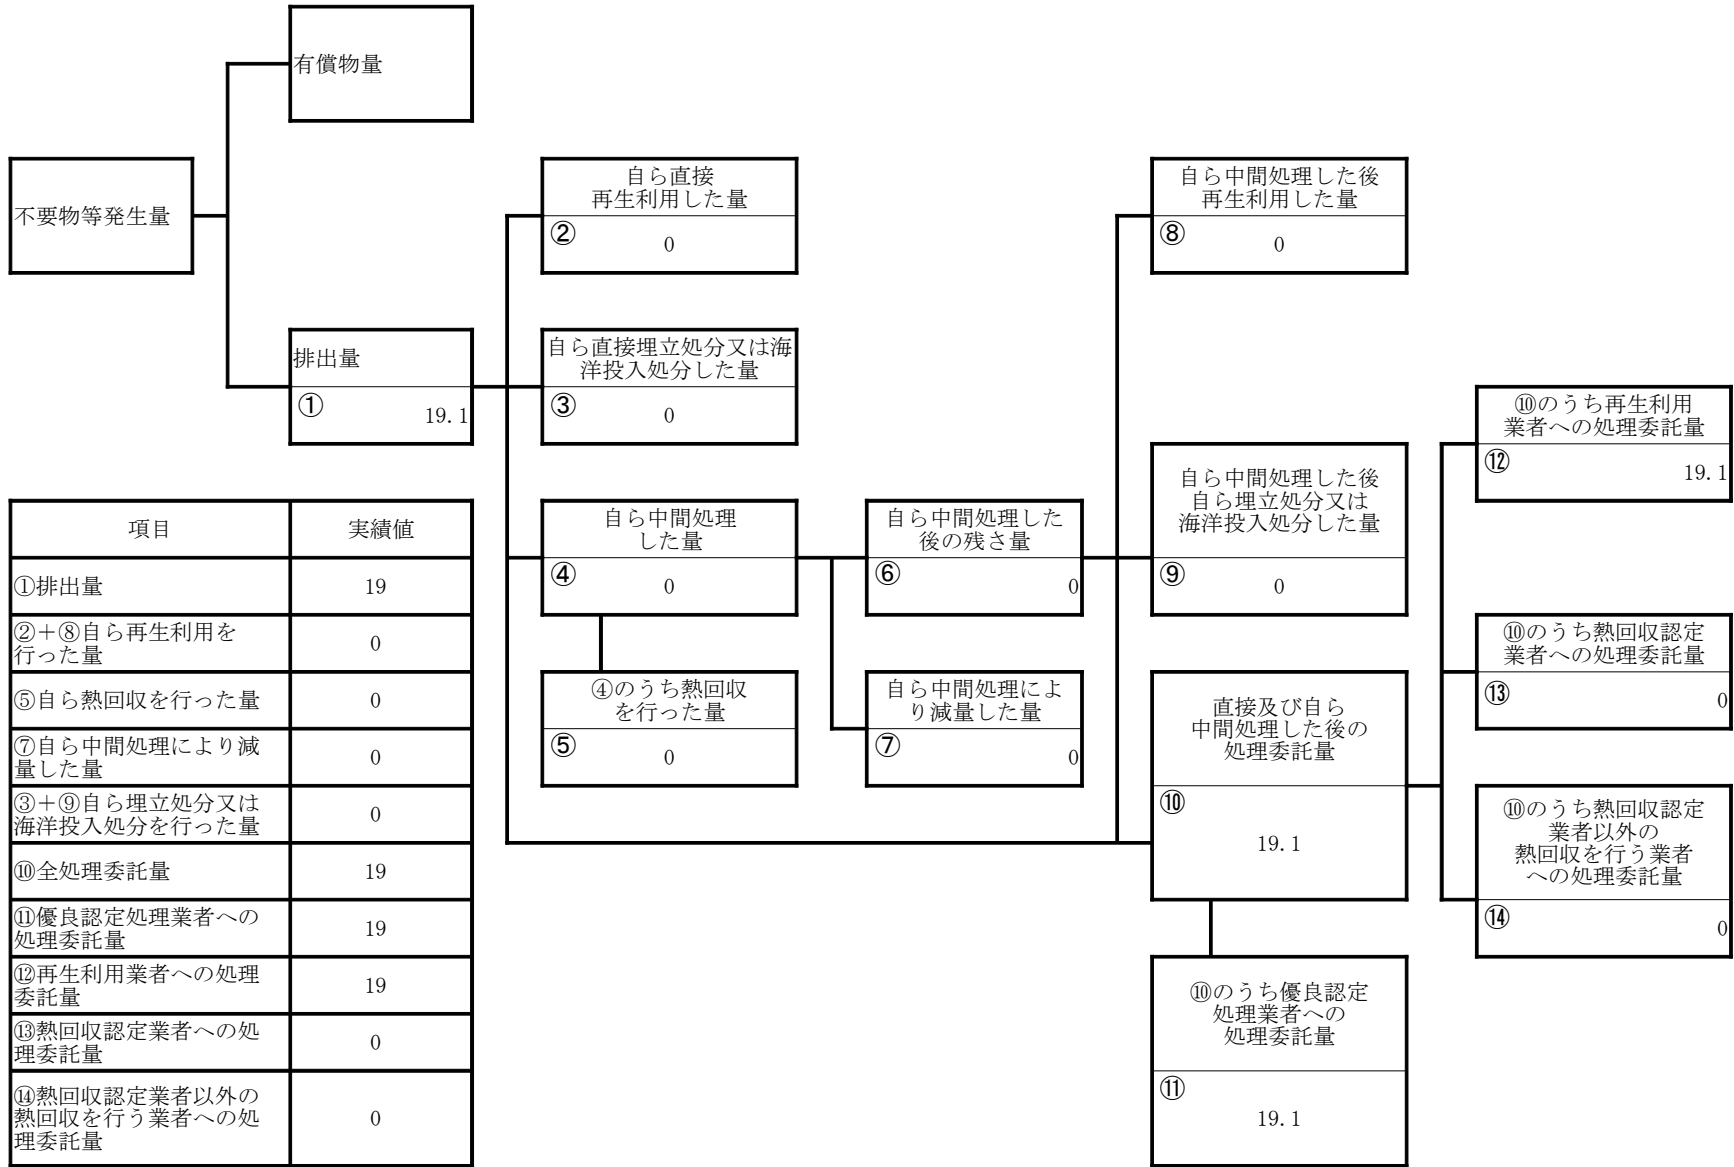 有償物量
不要物等発生量
排出量
①
19.1
自ら直接
再生利用した量
②
0
自ら直接埋立処分又は海
洋投入処分した量
③
0
自ら中間処理
した量
④
0
④のうち熱回収
を行った量
⑤
0
自ら中間処理した
後の残さ量
⑥
0
自ら中間処理によ
り減量した量
⑦
0
自ら中間処理した後
再生利用した量
⑧
0
自ら中間処理した後
自ら埋立処分又は
海洋投入処分した量
⑨
0
直接及び自ら
中間処理した後の
処理委託量
⑩
19.1
⑩のうち優良認定
処理業者への
処理委託量
⑪
19.1
⑩のうち再生利用
業者への処理委託量
⑫
19.1
⑩のうち熱回収認定
業者への処理委託量
⑬
0
⑩のうち熱回収認定
業者以外の
熱回収を行う業者
への処理委託量
⑭
0
項目 実績値
①排出量 19
②+⑧自ら再生利用を
行った量 0
⑤自ら熱回収を行った量 0
⑦自ら中間処理により減
量した量 0
③+⑨自ら埋立処分又は
海洋投入処分を行った量 0
⑩全処理委託量 19
⑪優良認定処理業者への
処理委託量 19
⑫再生利用業者への処理
委託量 19
⑬熱回収認定業者への処
理委託量 0
⑭熱回収認定業者以外の
熱回収を行う業者への処
理委託量 0